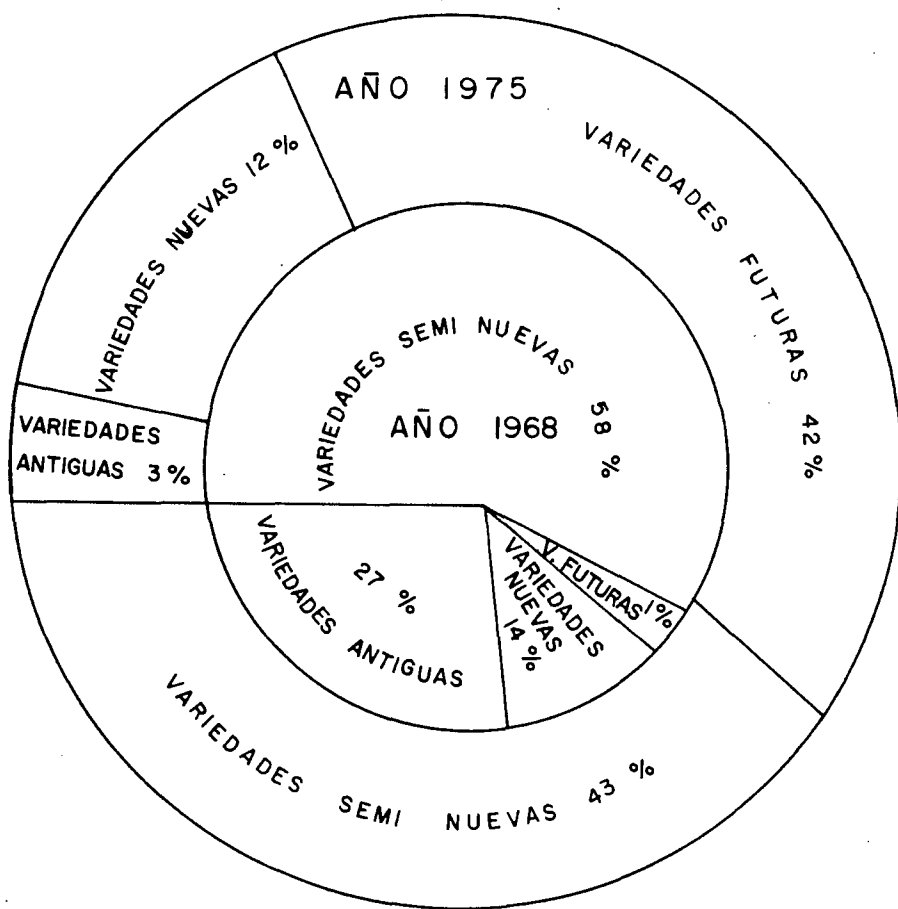 AÑO 1975
VARIEDADES FUTURAS 42 %
VARIEDADES NUEVAS 12 %
VARIEDADES
ANTIGUAS 3 %
VARIEDADES SEMI NUEVAS 43 %
AÑO 1968
VARIEDADES SEMI NUEVAS 58 %
V. FUTURAS 1 %
VARIEDADES
NUEVAS
14 %
27 %
VARIEDADES ANTIGUAS